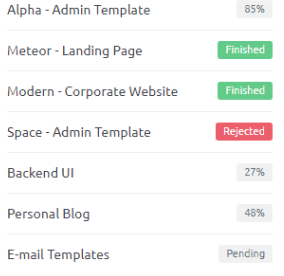 Alpha - Admin Template 85%
Meteor - Landing Page Finished
Modern - Corporate Website Finished
Space - Admin Template Rejected
Backend UI 27%
Personal Blog 48%
E-mail Templates Pending